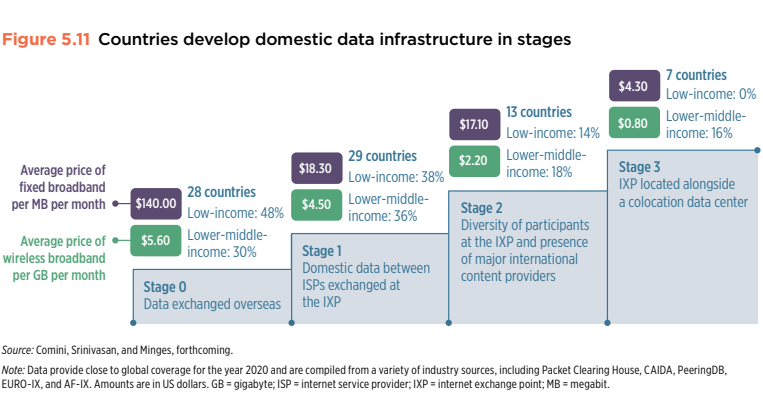 Figure 5.11 Countries develop domestic data infrastructure in stages
Average price of
fixed broadband
per MB per month
Average price of
wireless broadband
per GB per month
$140.00
$5.60
28 countries
Low-income: 48%
Lower-middle-
income: 30%
Stage 0
Data exchanged overseas
$18.30
$4.50
29 countries
Low-income: 38%
Lower-middle-
income: 36%
Stage 1
Domestic data between
ISPs exchanged at
the IXP
$17.10
$2.20
13 countries
Low-income: 14%
Lower-middle-
income: 18%
Stage 2
Diversity of participants
at the IXP and presence
of major international
content providers
$4.30
$0.80
7 countries
Low-income: 0%
Lower-middle-
income: 16%
Stage 3
IXP located alongside
a colocation data center
Source: Comini, Srinivasan, and Minges, forthcoming.
Note: Data provide close to global coverage for the year 2020 and are compiled from a variety of industry sources, including Packet Clearing House, CAIDA, PeeringDB,
EURO-IX, and AF-IX. Amounts are in US dollars. GB = gigabyte; ISP = internet service provider; IXP = internet exchange point; MB = megabit.